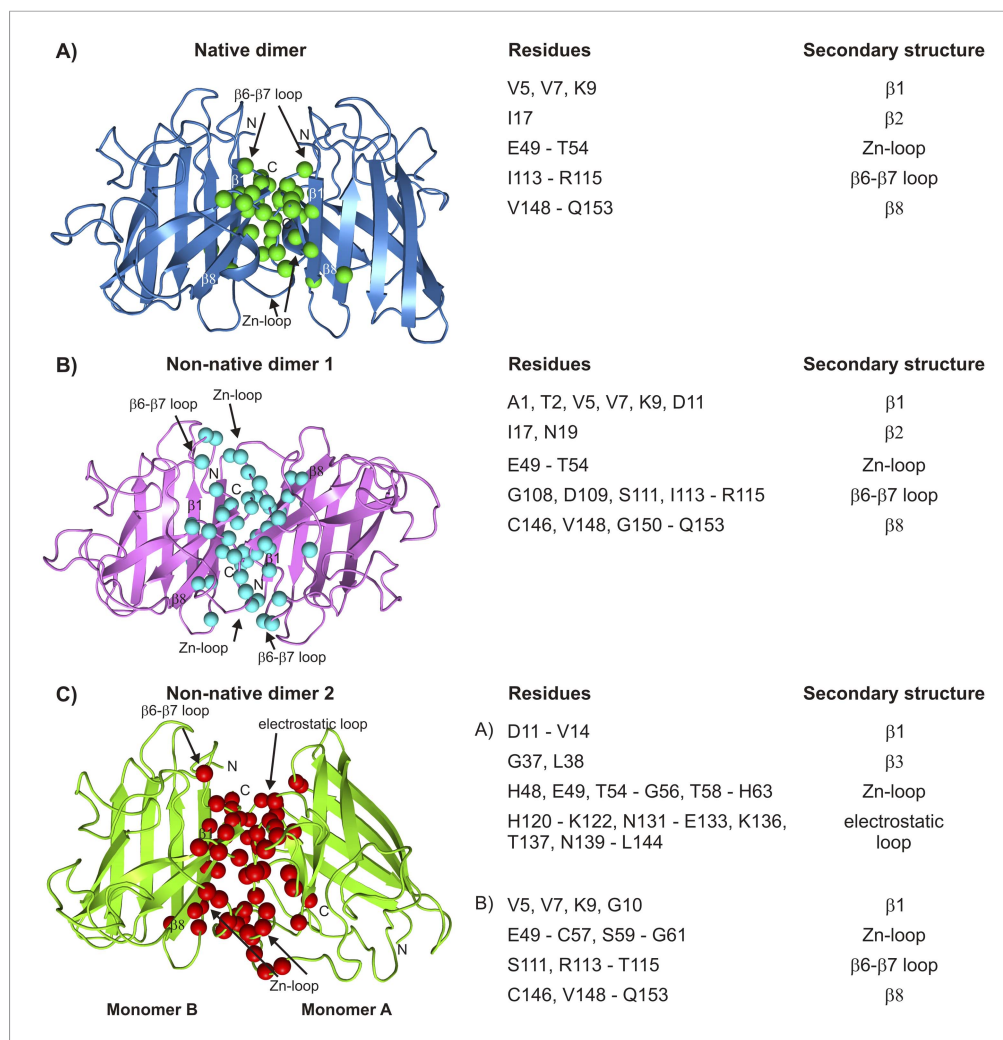 A) Native dimer Residues Secondary structure
β6-β7 loop
N N
C
β1 β1
β8 β8
Zn-loop
V5, V7, K9 β1
I17 β2
E49 - T54 Zn-loop
I113 - R115 β6-β7 loop
V148 - Q153 β8
B) Non-native dimer 1 Residues Secondary structure
Zn-loop
β6-β7 loop
β8
N
C
β1
β1
C
N
β8
Zn-loop
β6-β7 loop
A1, T2, V5, V7, K9, D11 β1
I17, N19 β2
E49 - T54 Zn-loop
G108, D109, S111, I113 - R115 β6-β7 loop
C146, V148, G150 - Q153 β8
C) Non-native dimer 2 Residues Secondary structure
β6-β7 loop
electrostatic loop
N
C
β1
C
β8
N
Zn-loop
Monomer B Monomer A
A) D11 - V14 β1
G37, L38 β3
H48, E49, T54 - G56, T58 - H63 Zn-loop
H120 - K122, N131 - E133, K136, electrostatic
T137, N139 - L144 loop
B) V5, V7, K9, G10 β1
E49 - C57, S59 - G61 Zn-loop
S111, R113 - T115 β6-β7 loop
C146, V148 - Q153 β8